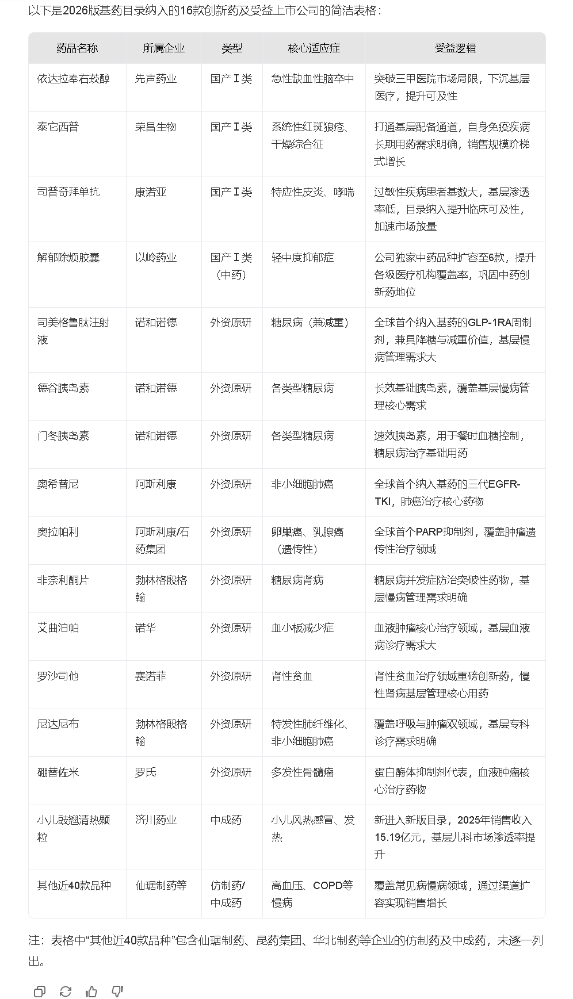 以下是2026版基药目录纳入的16款创新药及受益上市公司的简洁表格：
药品名称 所属企业 类型 核心适应症 受益逻辑
依达拉奉右莰醇 先声药业 国产Ⅰ类 急性缺血性脑卒中 突破三甲医院市场局限，下沉基层
医疗，提升可及性
泰它西普 荣昌生物 国产Ⅰ类 系统性红斑狼疮、 打通基层配备通道，自身免疫疾病
干燥综合征 长期用药需求明确，销售规模阶梯
式增长
司普奇拜单抗 康诺亚 国产Ⅰ类 特应性皮炎、哮喘 过敏性疾病患者基数大，基层渗透
率低，目录纳入提升临床可及性，
加速市场放量
解郁除烦胶囊 以岭药业 国产Ⅰ类 轻中度抑郁症 公司独家中药品种扩容至6款，提升
（中药） 各级医疗机构覆盖率，巩固中药创
新药地位
司美格鲁肽注射 诺和诺德 外资原研 糖尿病（兼减重） 全球首个纳入基药的GLP-1RA周制
液 剂，兼具降糖与减重价值，基层慢
病管理需求大
德谷胰岛素 诺和诺德 外资原研 各类型糖尿病 长效基础胰岛素，覆盖基层慢病管
理核心需求
门冬胰岛素 诺和诺德 外资原研 各类型糖尿病 速效胰岛素，用于餐时血糖控制，
糖尿病治疗基础用药
奥希替尼 阿斯利康 外资原研 非小细胞肺癌 全球首个纳入基药的三代EGFR-
TKI，肺癌治疗核心药物
奥拉帕利 阿斯利康/石 外资原研 卵巢癌、乳腺癌 全球首个PARP抑制剂，覆盖肿瘤遗
药集团 （遗传性） 传性治疗领域
非奈利酮片 勃林格殷格 外资原研 糖尿病肾病 糖尿病并发症防治突破性药物，基
翰 层慢病管理需求明确
艾曲泊帕 诺华 外资原研 血小板减少症 血液肿瘤核心治疗领域，基层血液
病诊疗需求大
罗沙司他 赛诺菲 外资原研 肾性贫血 肾性贫血治疗领域重磅创新药，慢
性肾病基层管理核心用药
尼达尼布 勃林格殷格 外资原研 特发性肺纤维化、 覆盖呼吸与肿瘤双领域，基层专科
翰 非小细胞肺癌 诊疗需求明确
硼替佐米 罗氏 外资原研 多发性骨髓瘤 蛋白酶体抑制剂代表，血液肿瘤核
心治疗药物
小儿豉翘清热颗 济川药业 中成药 小儿风热感冒、发 新进入新版目录，2025年销售收入
粒 热 15.19亿元，基层儿科市场渗透率提
升
其他近40款品种 仙琚制药等 仿制药/ 高血压、COPD等 覆盖常见病慢病领域，通过渠道扩
中成药 慢病 容实现销售增长
注：表格中“其他近40款品种”包含仙琚制药、昆药集团、华北制药等企业的仿制药及中成药，未逐一列
出。